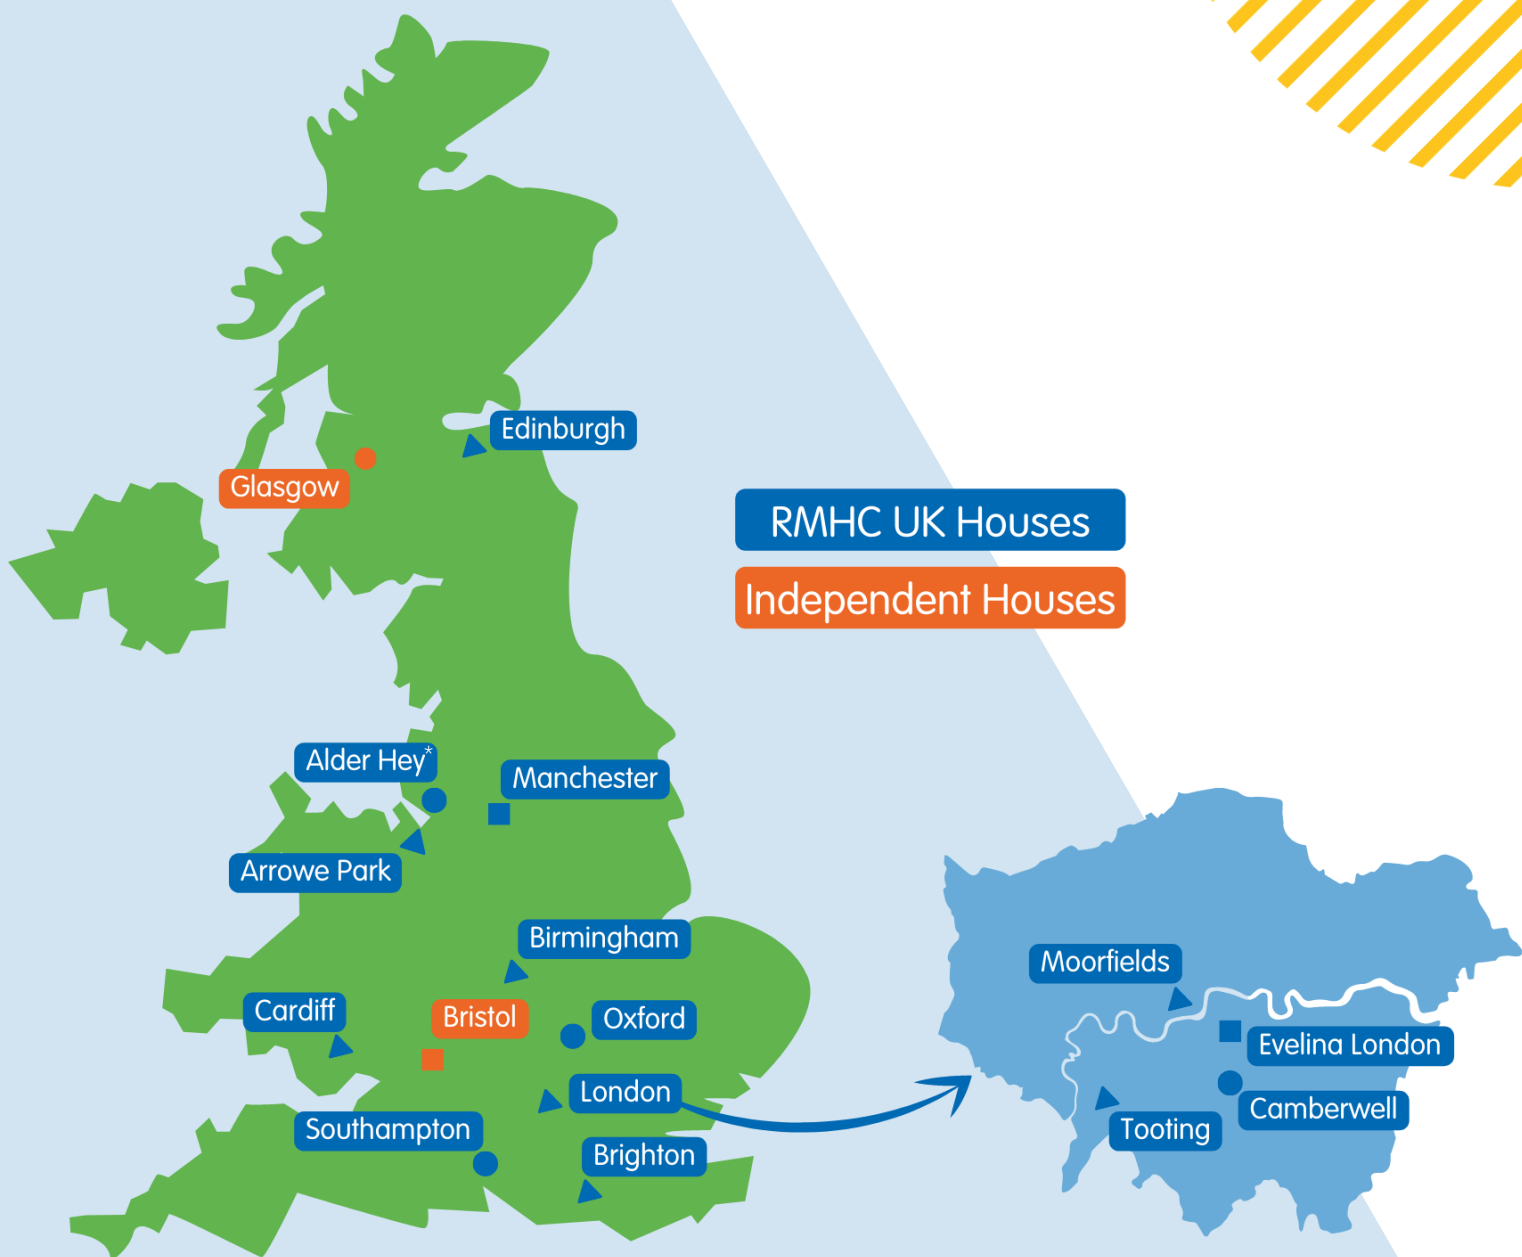 Edinburgh
Glasgow
RMHC UK Houses
Independent Houses
Alder Hey*
Manchester
Arrowe Park
Birmingham
Cardiff
Bristol
Oxford
London
Southampton
Brighton
Moorfields
Evelina London
Camberwell
Tooting